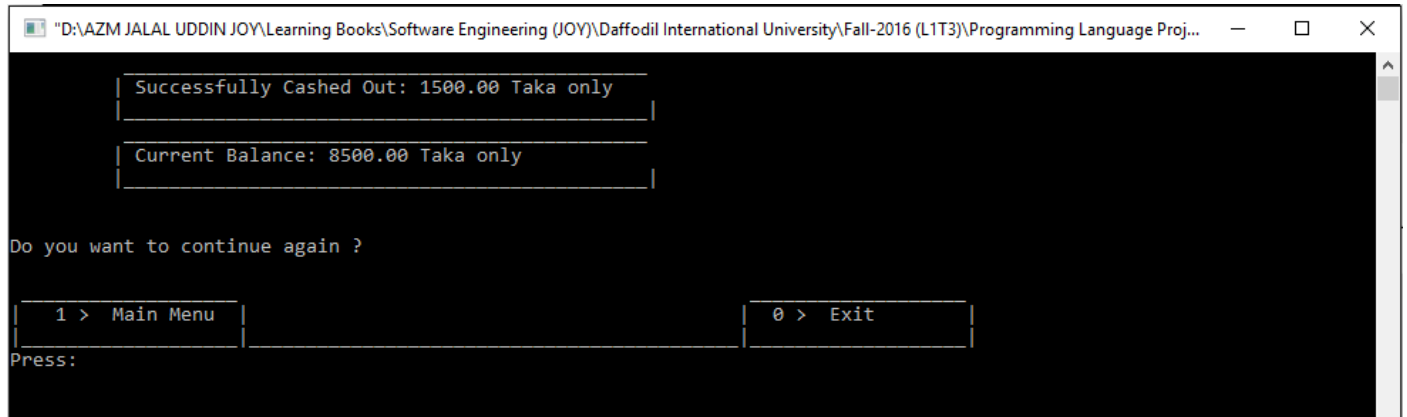 "D:\AZM JALAL UDDIN JOY\Learning Books\Software Engineering (JOY)\Daffodil International University\Fall-2016 (L1T3)\Programming Language Proj...
Successfully Cashed Out: 1500.00 Taka only
Current Balance: 8500.00 Taka only
Do you want to continue again ?
1 > Main Menu 0 > Exit
Press: